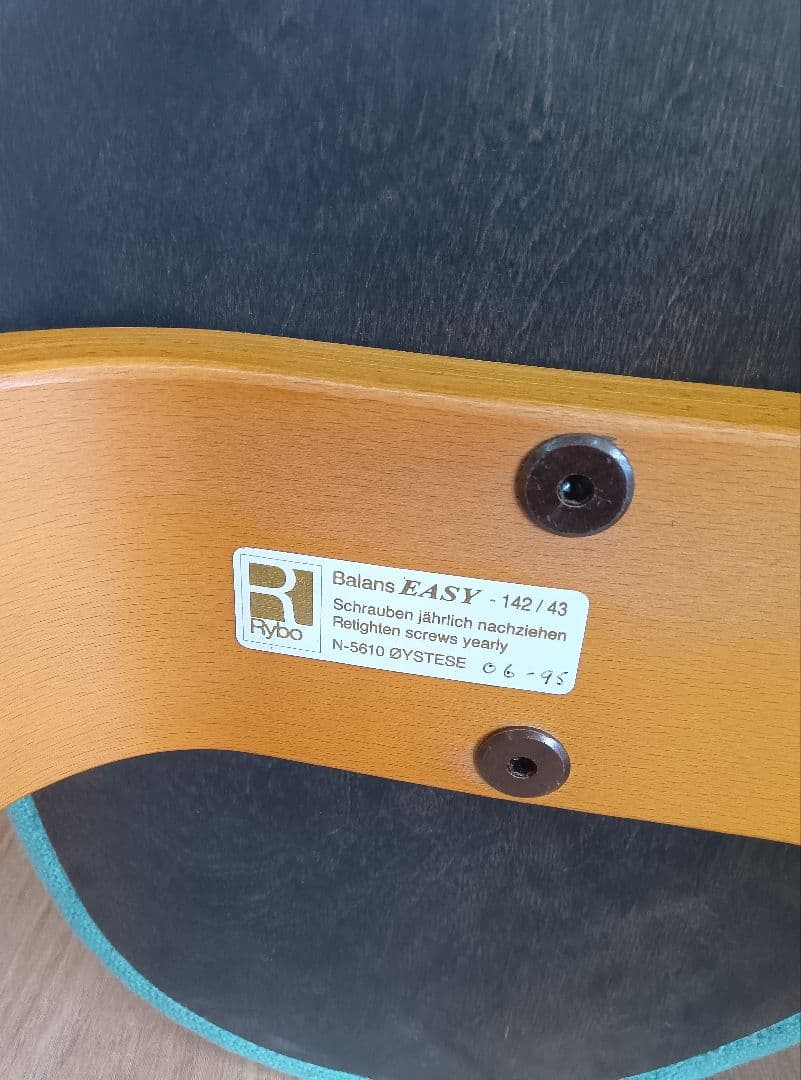 Rybo
Balans EASY - 142 / 43
Schrauben jährlich nachziehen
Retighten screws yearly
N-5610 ØYSTESE 06-95